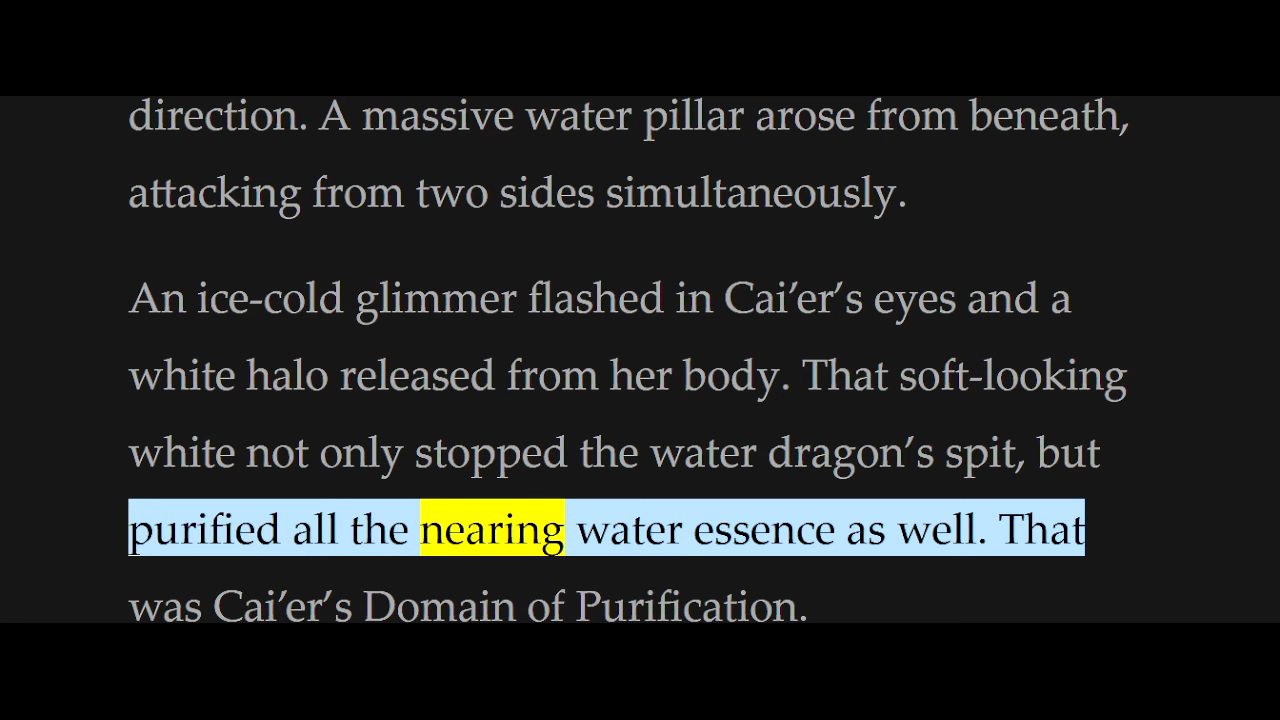 direction. A massive water pillar arose from beneath,
attacking from two sides simultaneously.
An ice-cold glimmer flashed in Cai’er’s eyes and a
white halo released from her body. That soft-looking
white not only stopped the water dragon’s spit, but
purified all the nearing water essence as well. That
was Cai’er’s Domain of Purification.